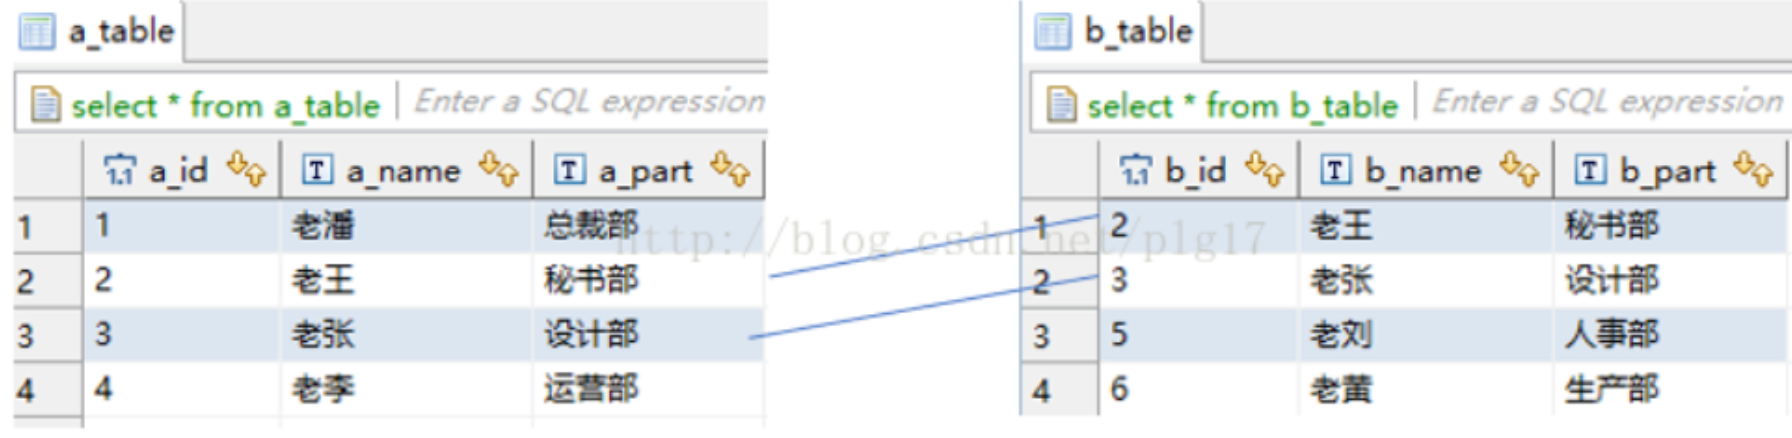 a_table
select * from a_table Enter a SQL expression
1.1 a_id T a_name T a_part
1 1 老潘 总裁部
2 2 老王 秘书部
3 3 老张 设计部
4 4 老李 运营部
b_table
select * from b_table Enter a SQL expression
1.1 b_id T b_name T b_part
1 2 老王 秘书部
2 3 老张 设计部
3 5 老刘 人事部
4 6 老黄 生产部
http://blog.csdn.net/plg17